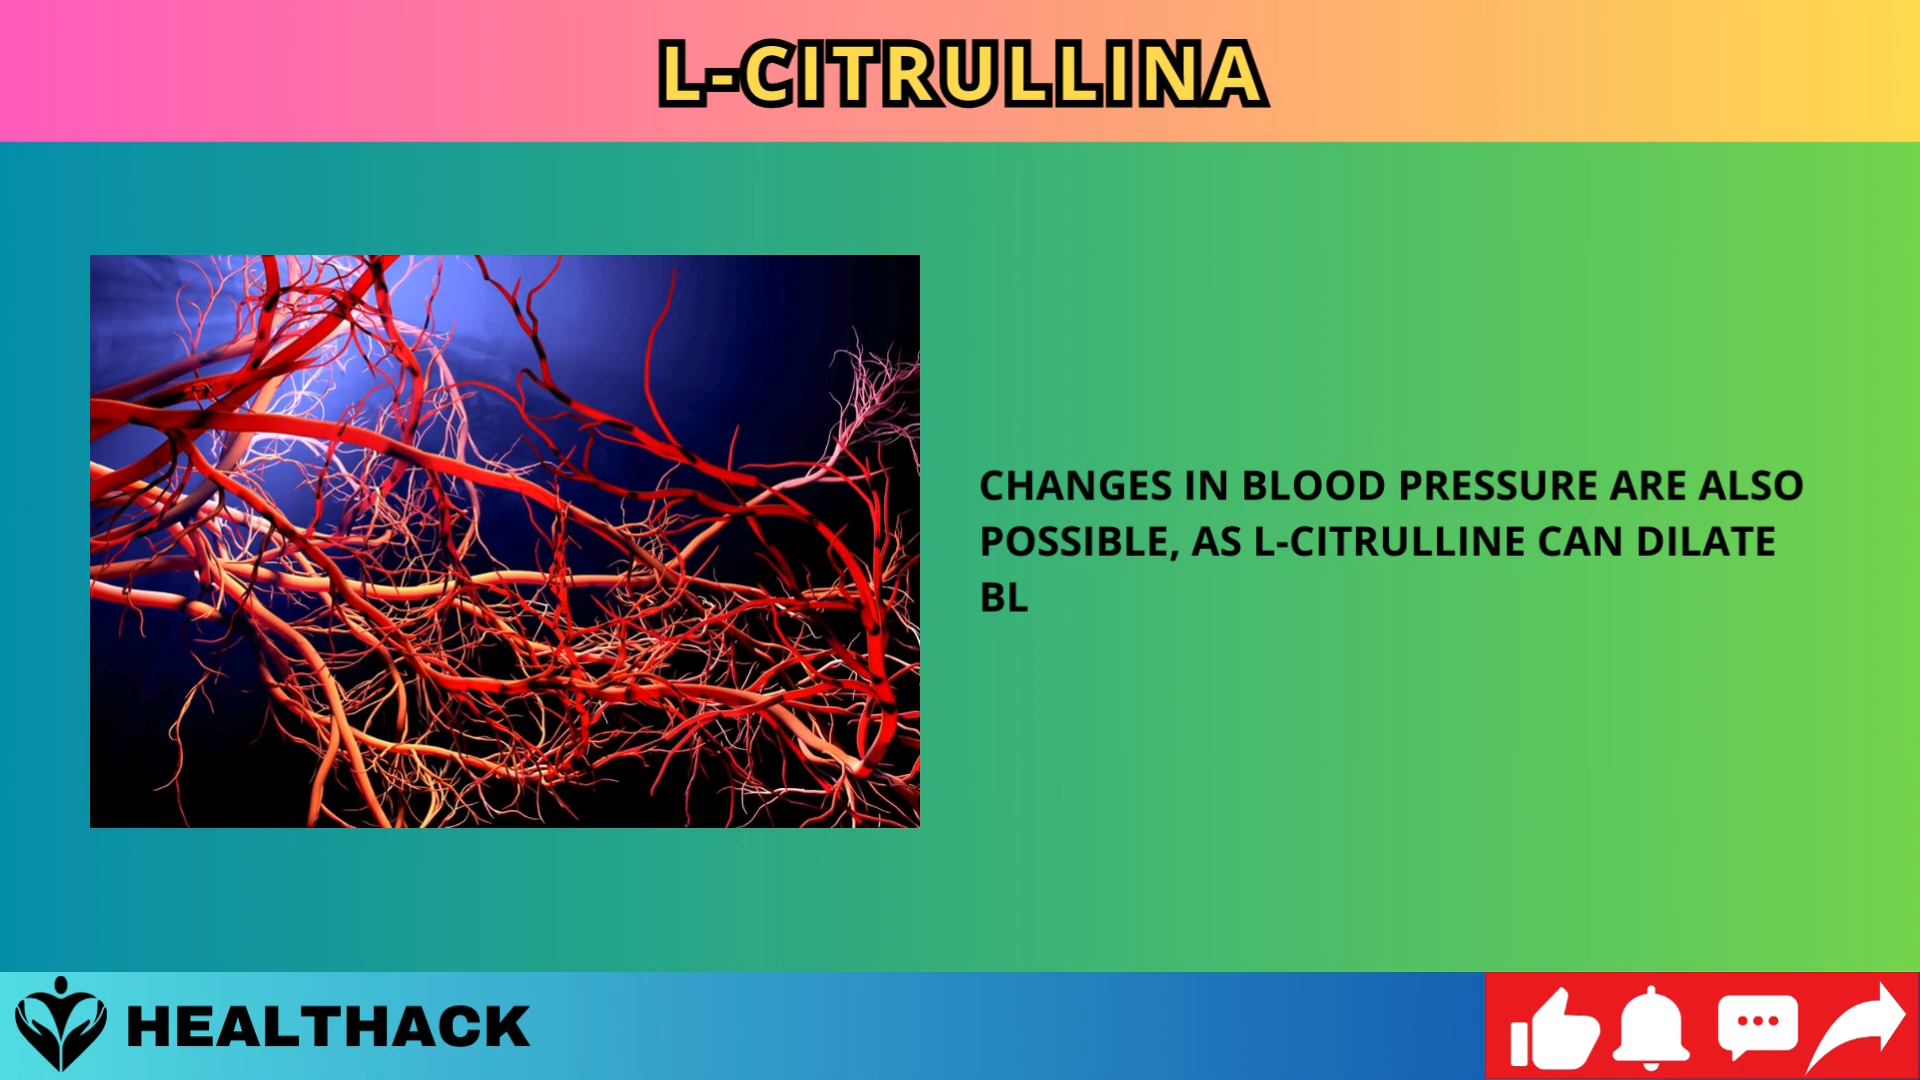 L-CITRULLINA
CHANGES IN BLOOD PRESSURE ARE ALSO
POSSIBLE, AS L-CITRULLINE CAN DILATE
BL
HEALTHACK